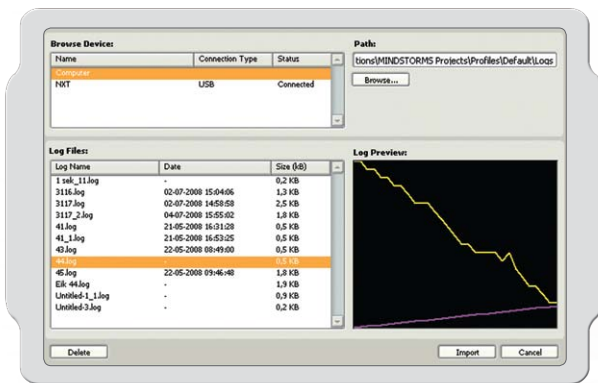 Browse Device:
Name Connection Type Status
Computer
NXT USB Connected
Path:
tions\MINDSTORMS Projects\Profiles\Default\Logs
Browse...
Log Files:
Log Name Date Size (kB)
1 sek_11.log - 0,2 KB
3116.log 02-07-2008 15:04:06 1,3 KB
3117.log 02-07-2008 14:58:58 2,5 KB
3117_2.log 04-07-2008 15:55:02 1,8 KB
41.log 21-05-2008 16:31:28 0,5 KB
41_1.log 21-05-2008 16:53:25 0,5 KB
43.log 22-05-2008 08:49:00 0,5 KB
44.log - 0,5 KB
45.log 22-05-2008 09:46:48 1,8 KB
Eik 44.log - 1,9 KB
Untitled-1_1.log - 0,9 KB
Untitled-3.log - 0,2 KB
Log Preview:
Delete Import Cancel